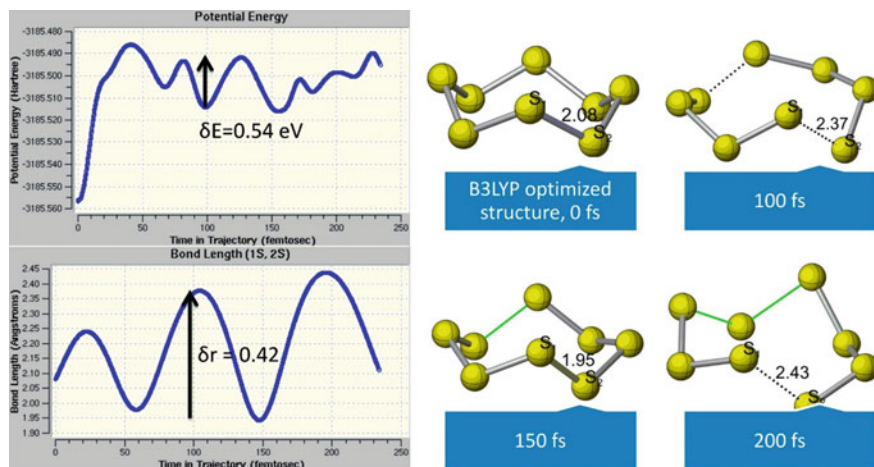 Potential Energy
Potential Energy (Hartree)
-3185.480
-3185.490
-3185.500
-3185.510
-3185.520
-3185.530
-3185.540
-3185.550
-3185.560
δE=0.54 eV
0 50 100 150 200 250
Time in Trajectory (femtosec)
Bond Length (1S, 2S)
Bond Length (Angstroms)
2.45
2.40
2.35
2.30
2.25
2.20
2.15
2.10
2.05
2.00
1.95
1.90
δr = 0.42
0 50 100 150 200 250
Time in Trajectory (femtosec)
S₁
2.08
S₂
B3LYP optimized
structure, 0 fs
S₁
2.37
S₂
100 fs
S₁
1.95
S₂
150 fs
S₁
2.43
200 fs